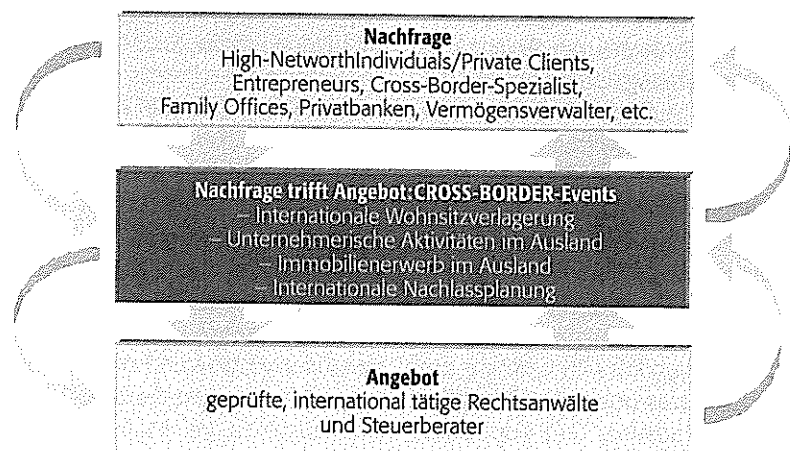 Nachfrage
High-NetworthIndividuals/Private Clients,
Entrepreneurs, Cross-Border-Spezialist,
Family Offices, Privatbanken, Vermögensverwalter, etc.
Nachfrage trifft Angebot:CROSS-BORDER-Events
– Internationale Wohnsitzverlagerung
– Unternehmerische Aktivitäten im Ausland
– Immobilienerwerb im Ausland
– Internationale Nachlassplanung
Angebot
geprüfte, international tätige Rechtsanwälte
und Steuerberater